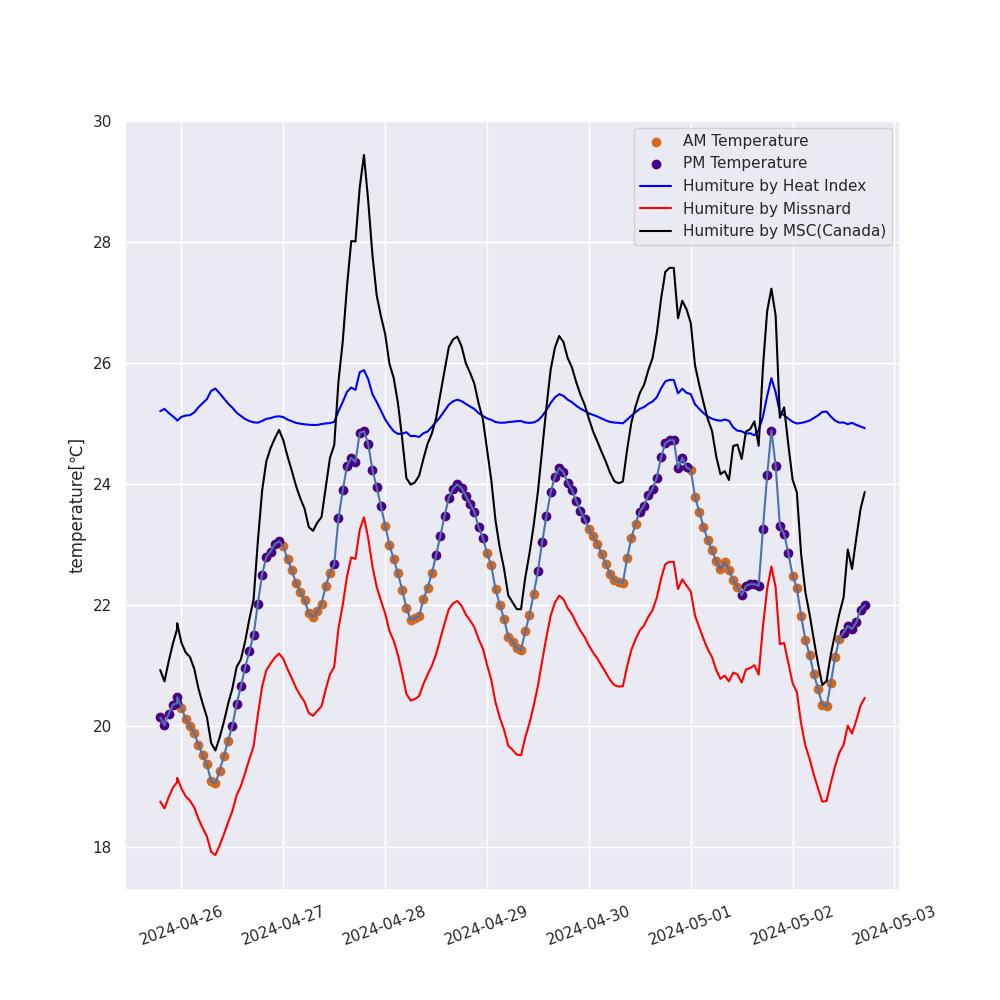 30
28
26
24
22
20
18
temperature[℃]
AM Temperature
PM Temperature
Humiture by Heat Index
Humiture by Missnard
Humiture by MSC(Canada)
2024-04-26
2024-04-27
2024-04-28
2024-04-29
2024-04-30
2024-05-01
2024-05-02
2024-05-03